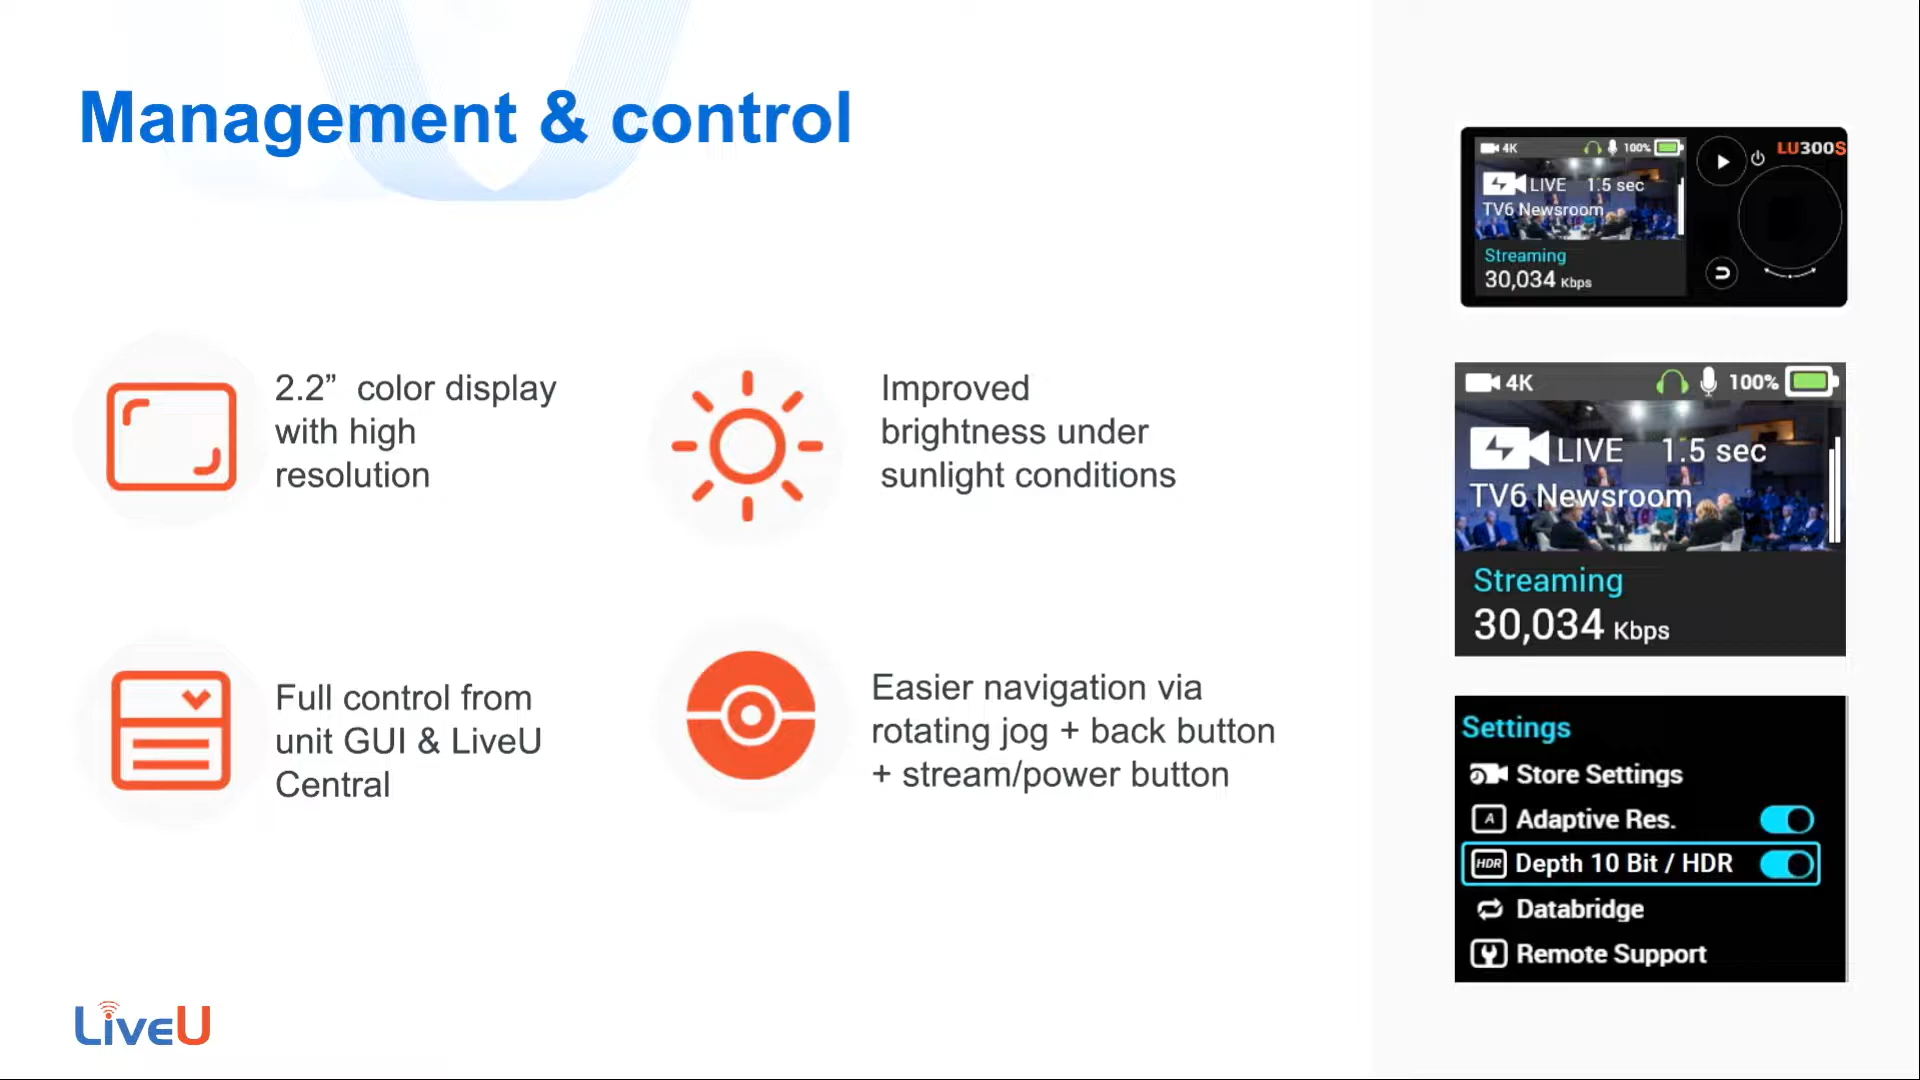 Management & control
2.2” color display
with high
resolution
Improved
brightness under
sunlight conditions
Full control from
unit GUI & LiveU
Central
Easier navigation via
rotating jog + back button
+ stream/power button
LiveU
4K 100%
LU300S
LIVE 1.5 sec
TV6 Newsroom
Streaming
30,034 Kbps
4K 100%
LIVE 1.5 sec
TV6 Newsroom
Streaming
30,034 Kbps
Settings
Store Settings
A Adaptive Res.
HDR Depth 10 Bit / HDR
Databridge
Remote Support